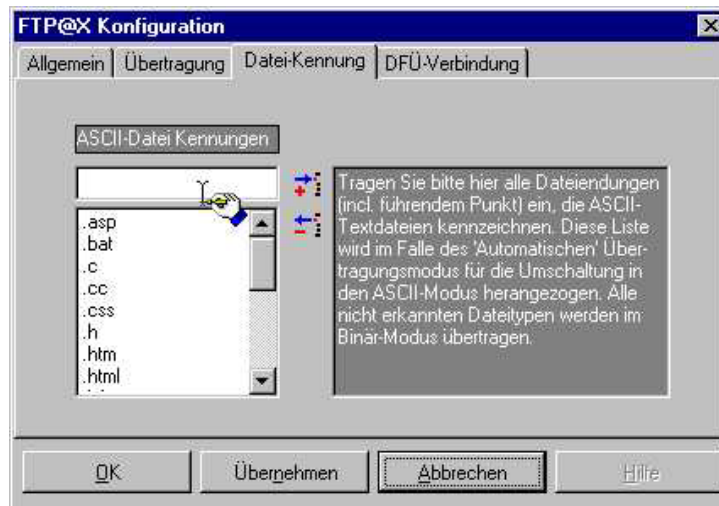 FTP@X Konfiguration
Allgemein Übertragung Datei-Kennung DFÜ-Verbindung
ASCII-Datei Kennungen
.asp
.bat
.c
.cc
.css
.h
.htm
.html
Tragen Sie bitte hier alle Dateiendungen
(incl. führendem Punkt) ein, die ASCII-
Textdateien kennzeichnen. Diese Liste
wird im Falle des 'Automatischen' Über-
tragungsmodus für die Umschaltung in
den ASCII-Modus herangezogen. Alle
nicht erkannten Dateitypen werden im
Binär-Modus übertragen.
OK Übernehmen Abbrechen Hilfe